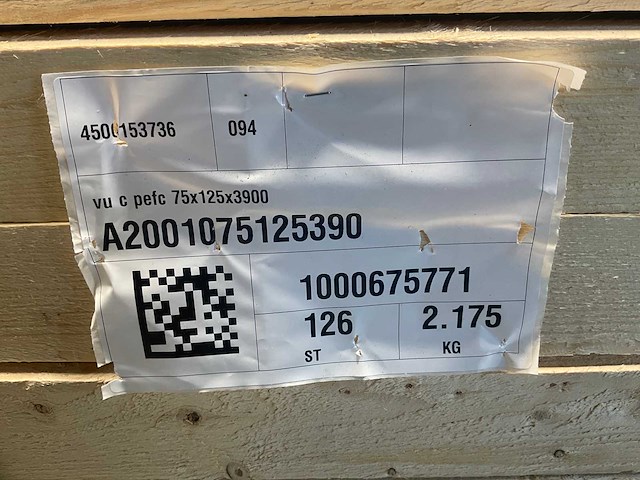 4500153736 094
vu c pefc 75x125x3900
A2001075125390
1000675771
126 2.175
ST KG